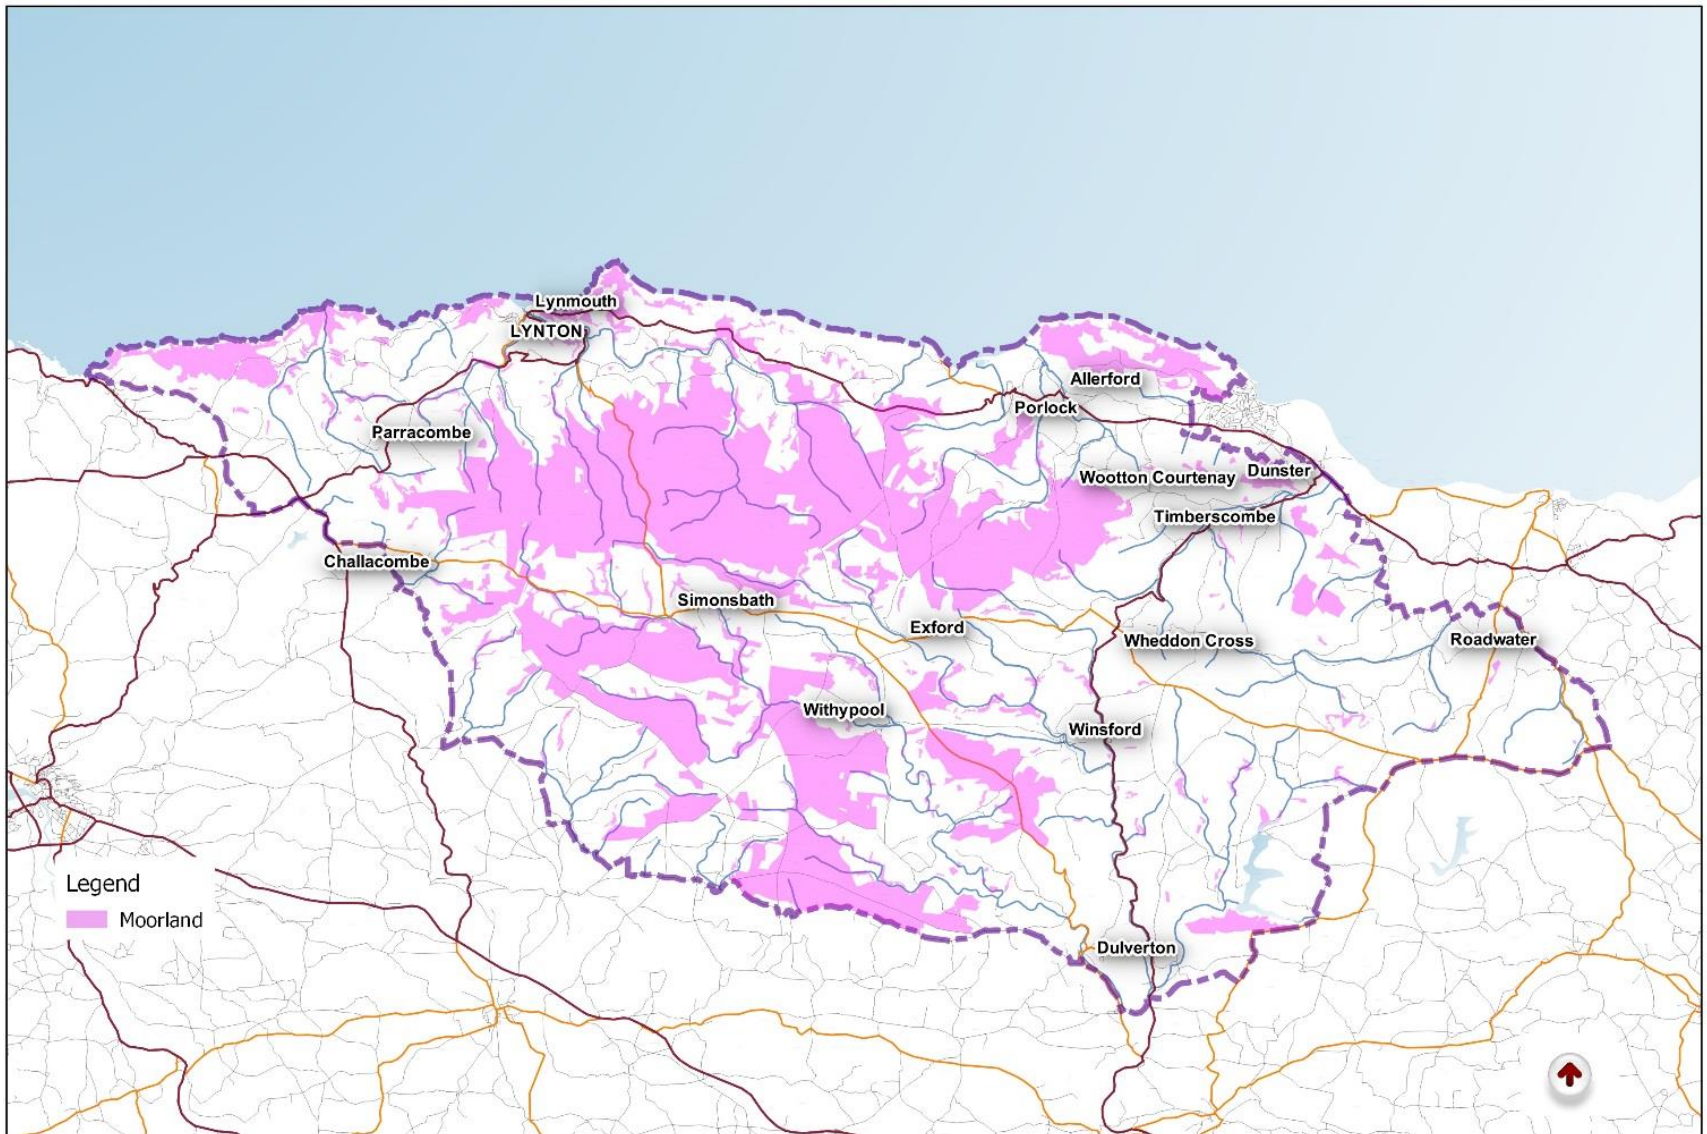 Lynmouth
LYNTON
Allerford
Porlock
Parracombe
Dunster
Wootton Courtenay
Timberscombe
Challacombe
Simonsbath
Exford
Wheddon Cross
Roadwater
Withypool
Winsford
Legend
Moorland
Dulverton